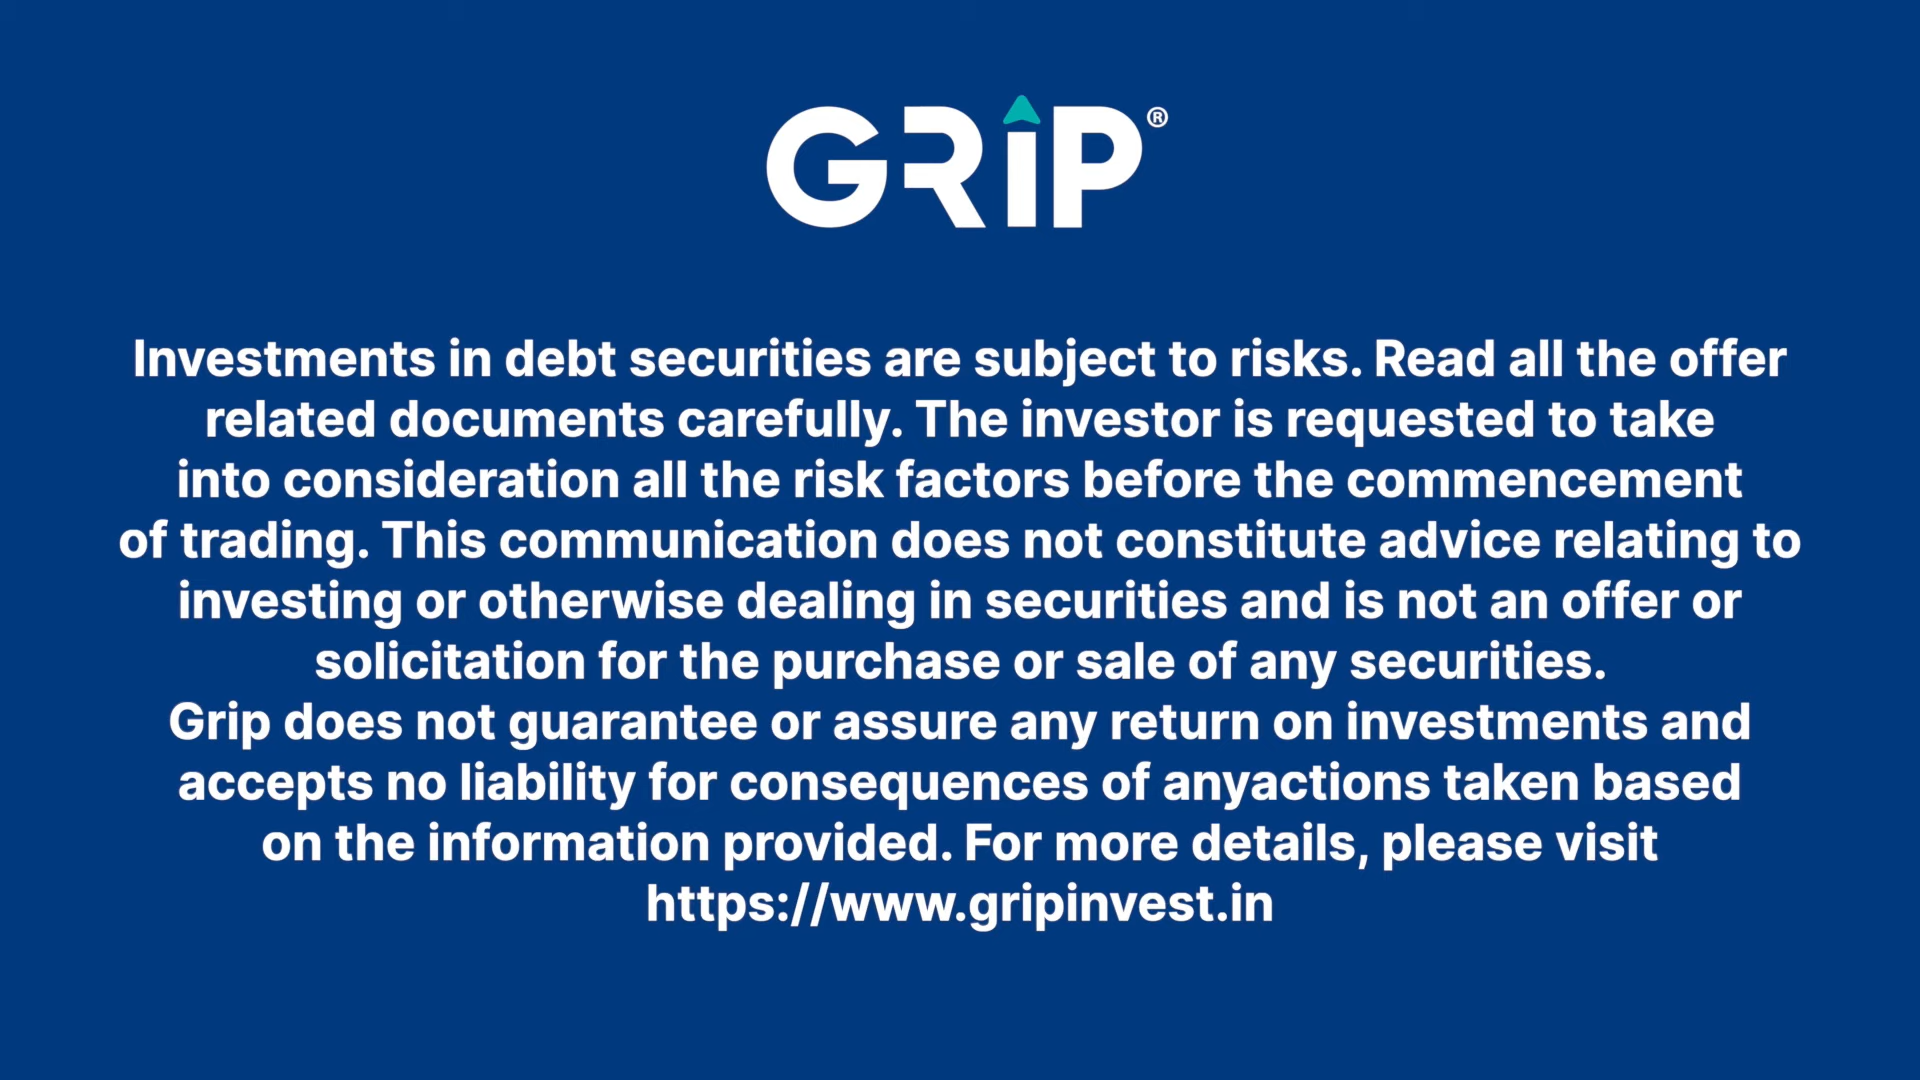 GRiP®
Investments in debt securities are subject to risks. Read all the offer
related documents carefully. The investor is requested to take
into consideration all the risk factors before the commencement
of trading. This communication does not constitute advice relating to
investing or otherwise dealing in securities and is not an offer or
solicitation for the purchase or sale of any securities.
Grip does not guarantee or assure any return on investments and
accepts no liability for consequences of anyactions taken based
on the information provided. For more details, please visit
https://www.gripinvest.in